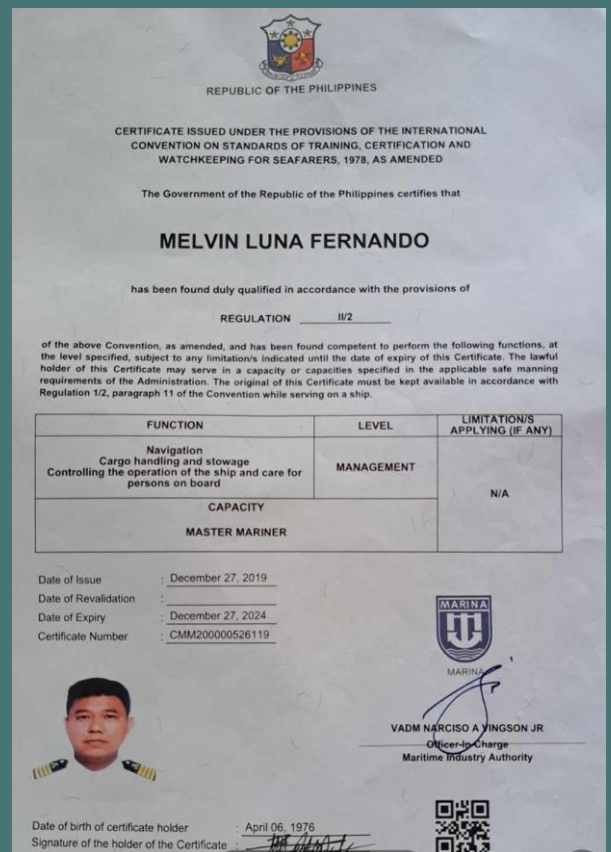 REPUBLIC OF THE PHILIPPINES
CERTIFICATE ISSUED UNDER THE PROVISIONS OF THE INTERNATIONAL
CONVENTION ON STANDARDS OF TRAINING, CERTIFICATION AND
WATCHKEEPING FOR SEAFARERS, 1978, AS AMENDED
The Government of the Republic of the Philippines certifies that
MELVIN LUNA FERNANDO
has been found duly qualified in accordance with the provisions of
REGULATION II/2
of the above Convention, as amended, and has been found competent to perform the following functions, at
the level specified, subject to any limitation/s indicated until the date of expiry of this Certificate. The lawful
holder of this Certificate may serve in a capacity or capacities specified in the applicable safe manning
requirements of the Administration. The original of this Certificate must be kept available in accordance with
Regulation 1/2, paragraph 11 of the Convention while serving on a ship.
FUNCTION LEVEL LIMITATION/S
APPLYING (IF ANY)
Navigation
Cargo handling and stowage
Controlling the operation of the ship and care for
persons on board
MANAGEMENT
N/A
CAPACITY
MASTER MARINER
Date of Issue : December 27, 2019
Date of Revalidation :
Date of Expiry : December 27, 2024
Certificate Number : CMM200000526119
MARINA
MARINA
VADM NARCISO A VINGSON JR
Officer-In-Charge
Maritime Industry Authority
Date of birth of certificate holder : April 06, 1976
Signature of the holder of the Certificate :